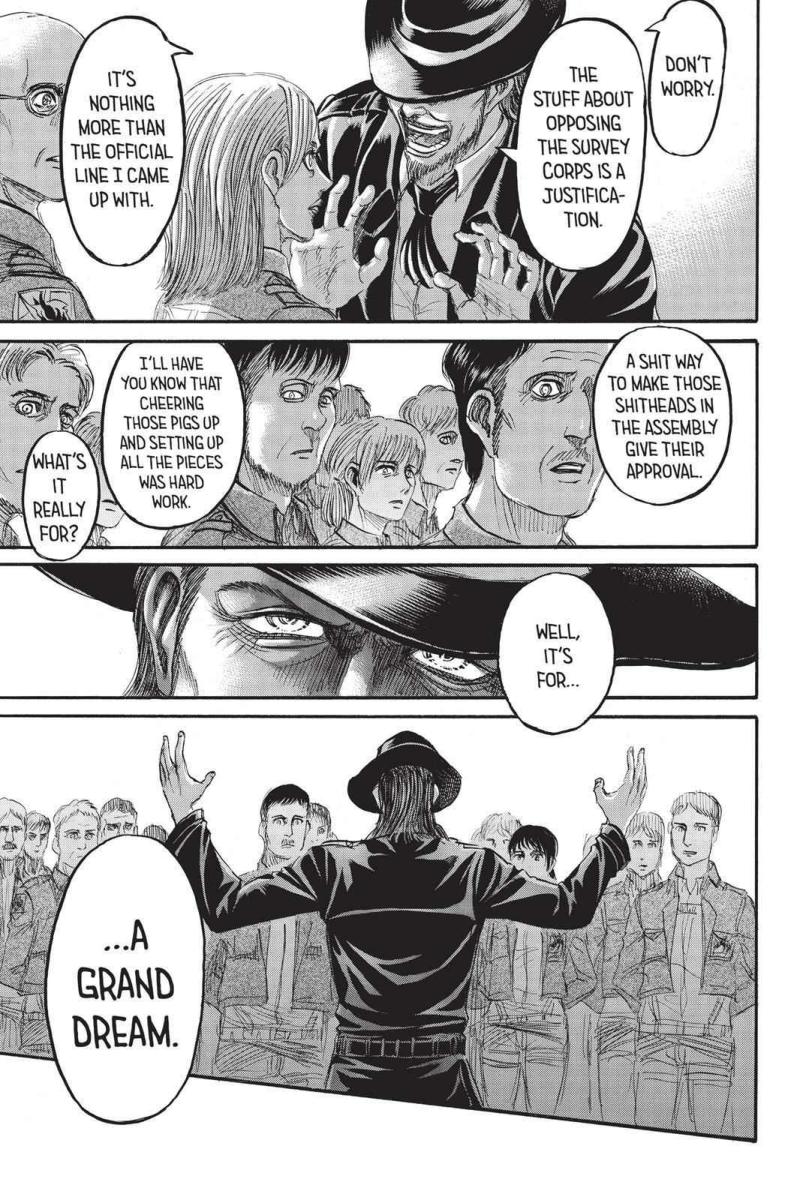 DON'T
WORRY.
THE
STUFF ABOUT
OPPOSING
THE SURVEY
CORPS IS A
JUSTIFICA-
TION.
IT'S
NOTHING
MORE THAN
THE OFFICIAL
LINE I CAME
UP WITH.
A SHIT WAY
TO MAKE THOSE
SHITHEADS IN
THE ASSEMBLY
GIVE THEIR
APPROVAL.
I'LL HAVE
YOU KNOW THAT
CHEERING
THOSE PIGS UP
AND SETTING UP
ALL THE PIECES
WAS HARD
WORK.
WHAT'S
IT
REALLY
FOR?
WELL,
IT'S
FOR...
...A
GRAND
DREAM.